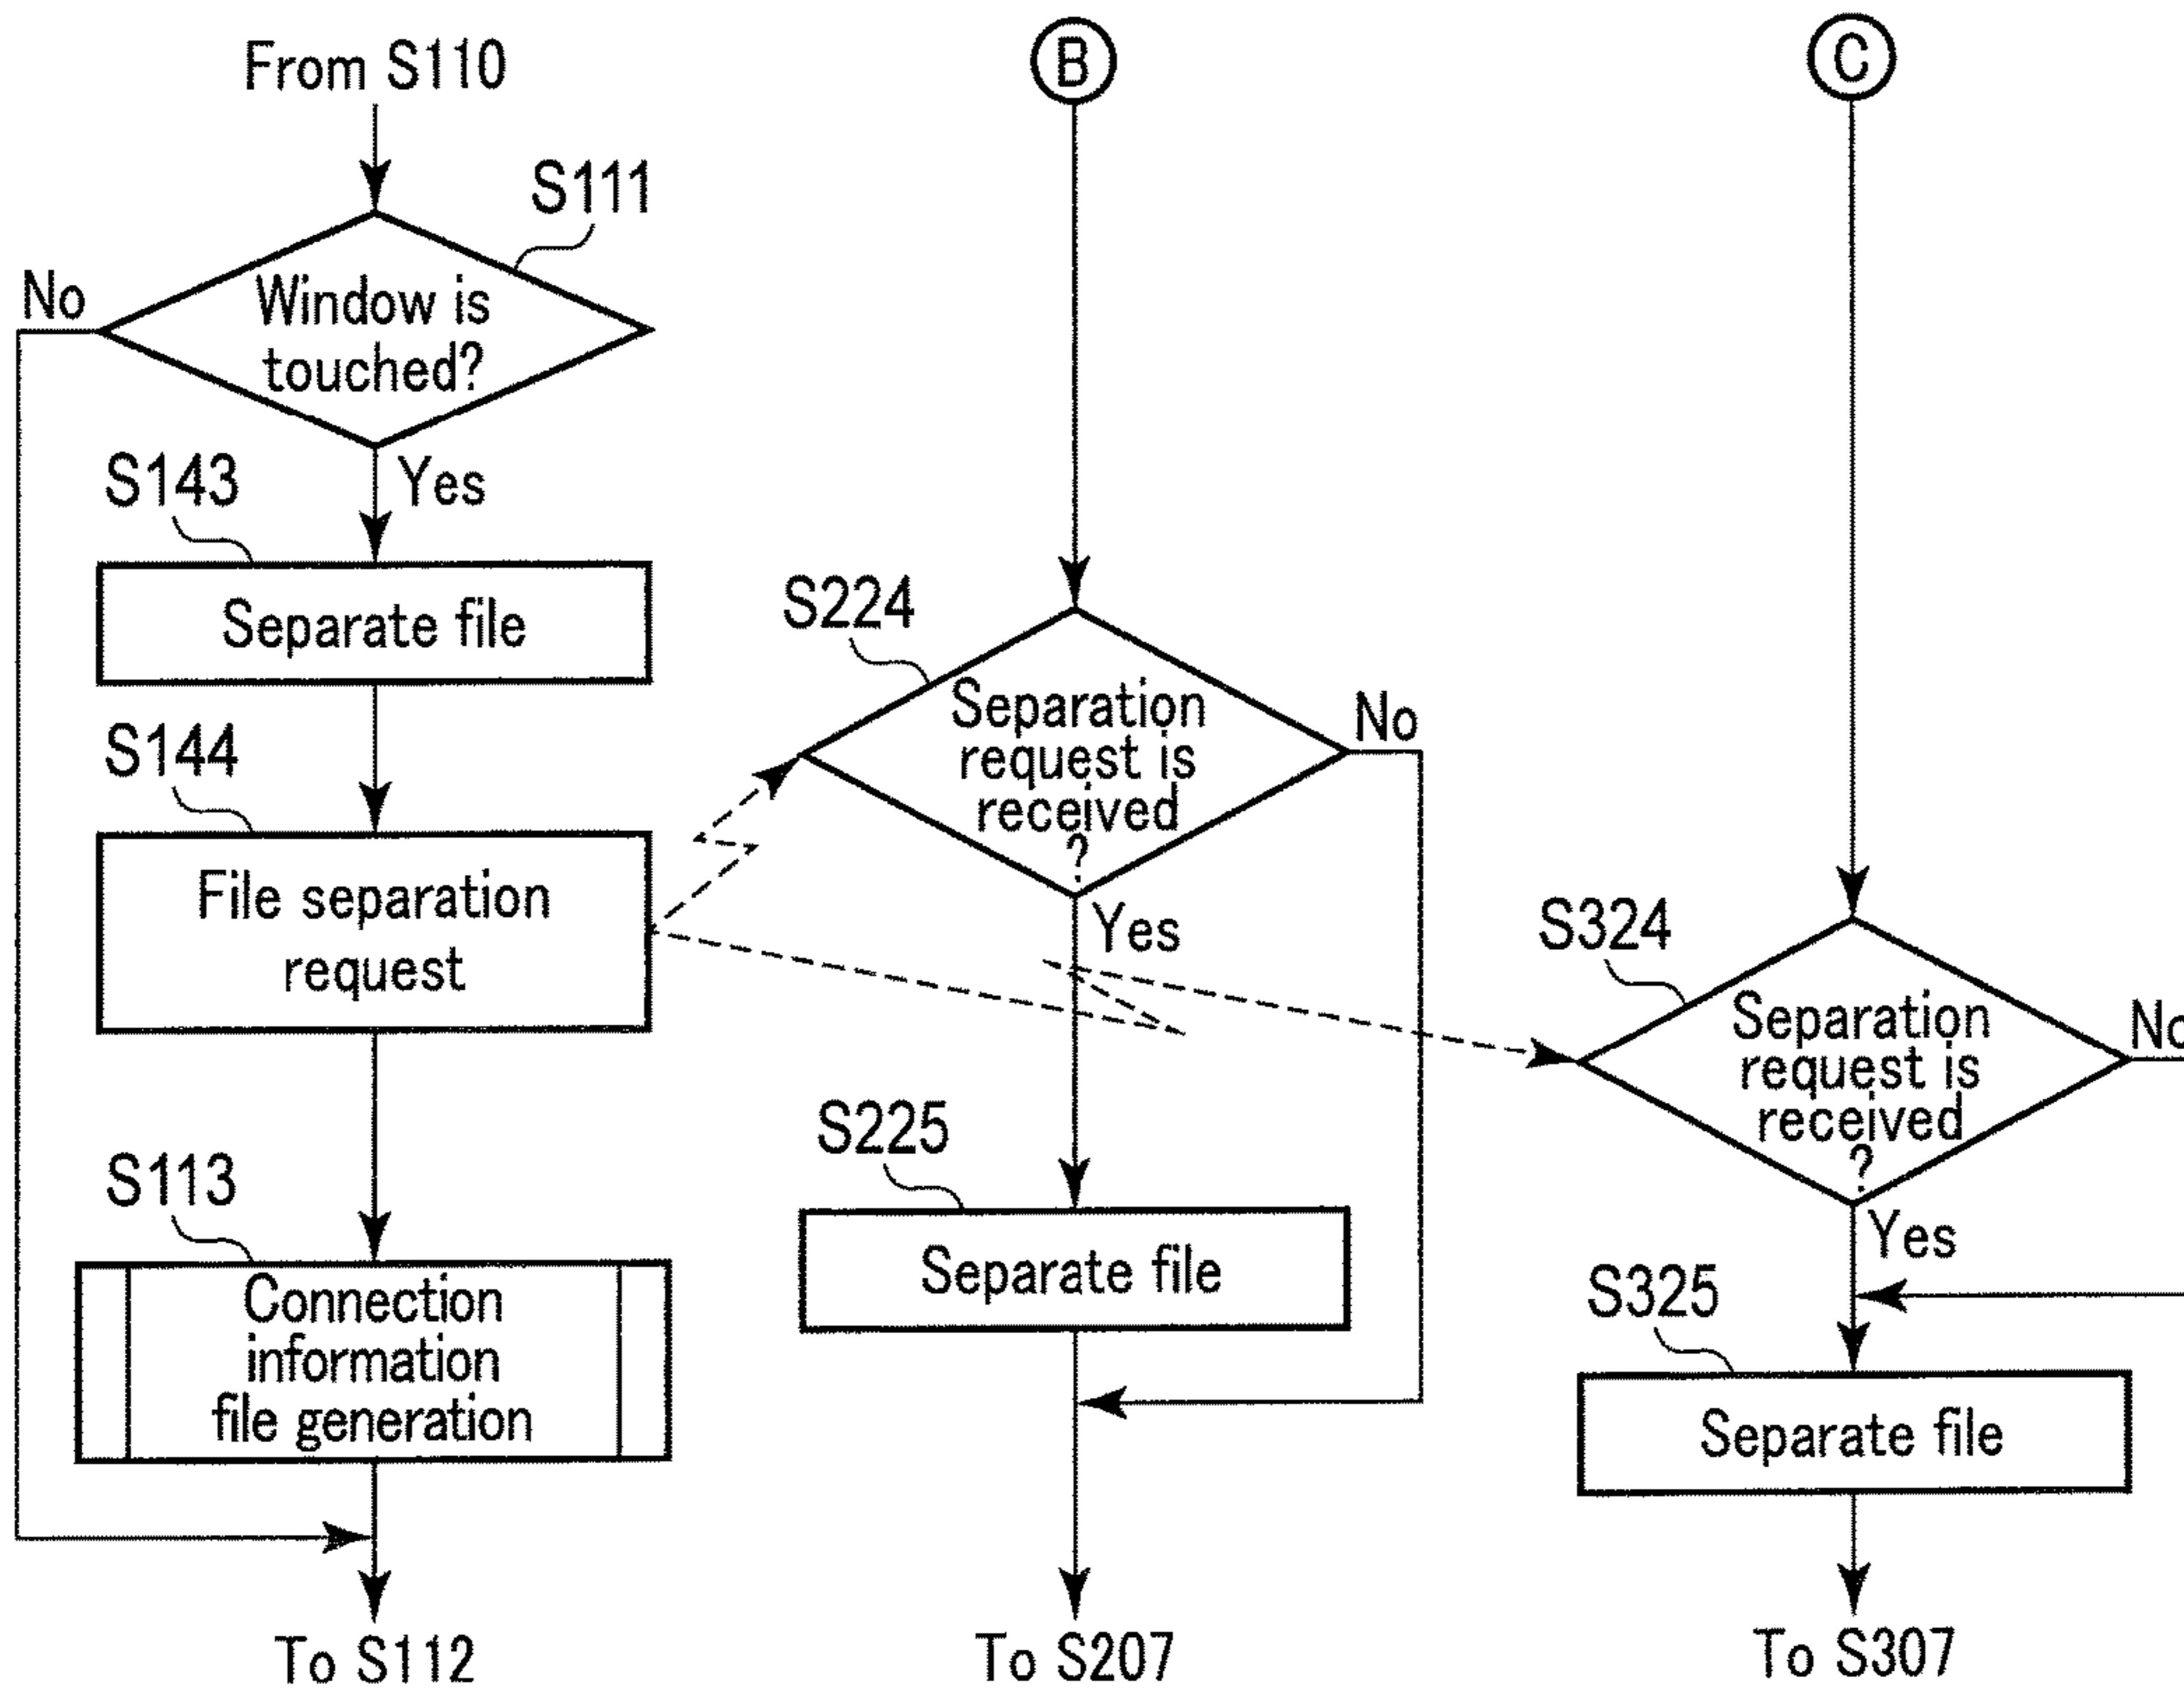 From S110
S111
No
Window is
touched?
Yes
S143
Separate file
S144
File separation
request
S113
Connection
information
file generation
To S112
B
S224
Separation
request is
received
?
No
Yes
S225
Separate file
To S207
C
S324
Separation
request is
received
?
No
Yes
S325
Separate file
To S307